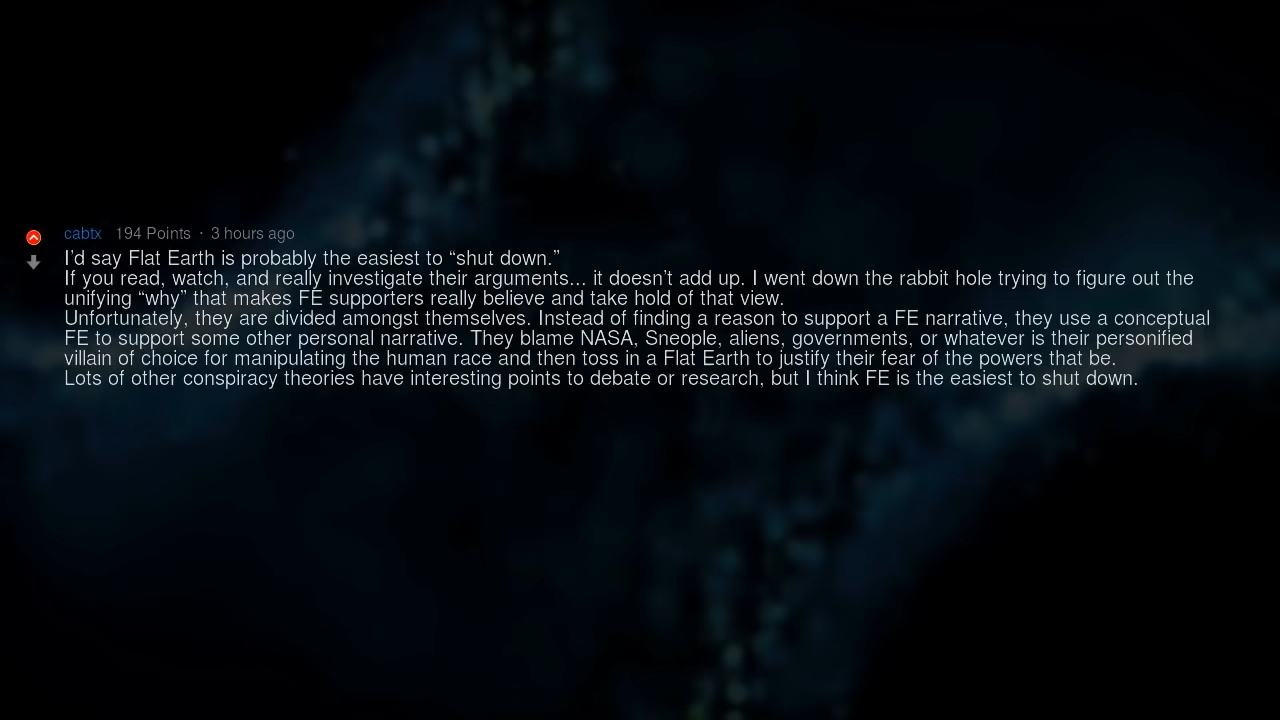 cabtx 194 Points · 3 hours ago
I’d say Flat Earth is probably the easiest to “shut down.”
If you read, watch, and really investigate their arguments... it doesn’t add up. I went down the rabbit hole trying to figure out the
unifying “why” that makes FE supporters really believe and take hold of that view.
Unfortunately, they are divided amongst themselves. Instead of finding a reason to support a FE narrative, they use a conceptual
FE to support some other personal narrative. They blame NASA, Sneople, aliens, governments, or whatever is their personified
villain of choice for manipulating the human race and then toss in a Flat Earth to justify their fear of the powers that be.
Lots of other conspiracy theories have interesting points to debate or research, but I think FE is the easiest to shut down.